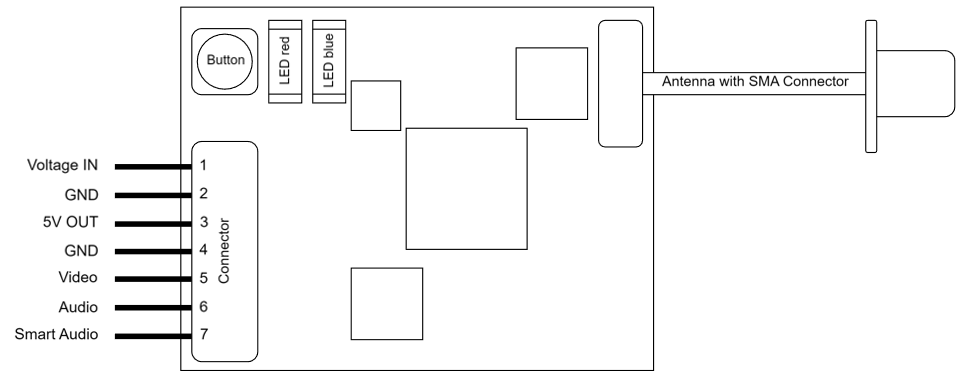 Button
LED red
LED blue
Antenna with SMA Connector
Voltage IN 1
GND 2
5V OUT 3
GND 4
Video 5
Audio 6
Smart Audio 7
Connector